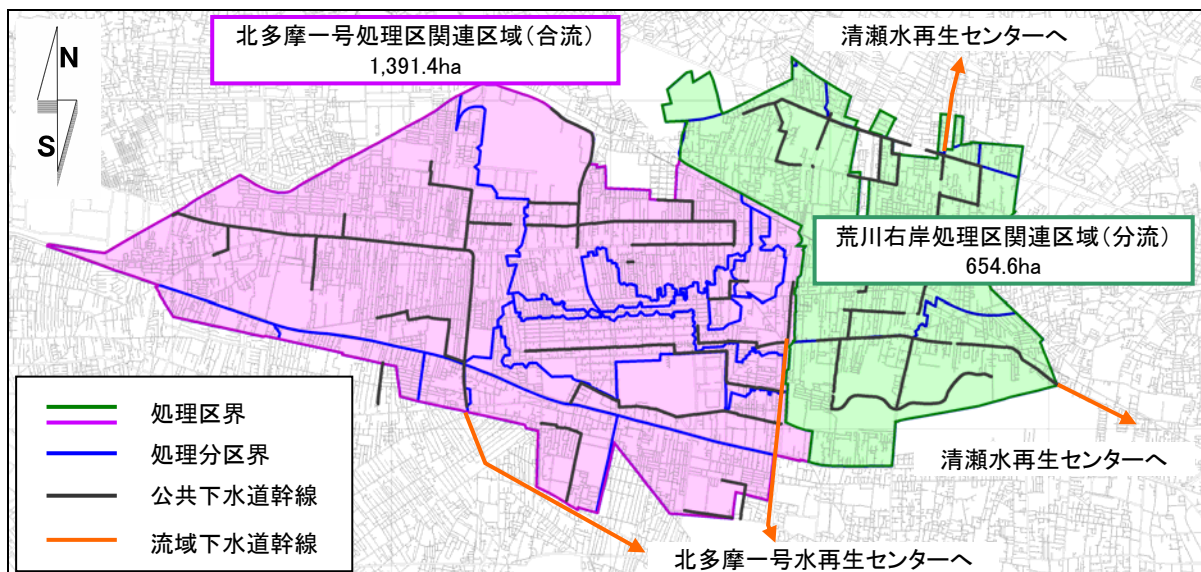 北多摩一号処理区関連区域(合流)
1,391.4ha
清瀬水再生センターへ
N
S
荒川右岸処理区関連区域(分流)
654.6ha
処理区界
処理分区界
公共下水道幹線
流域下水道幹線
清瀬水再生センターへ
北多摩一号水再生センターへ